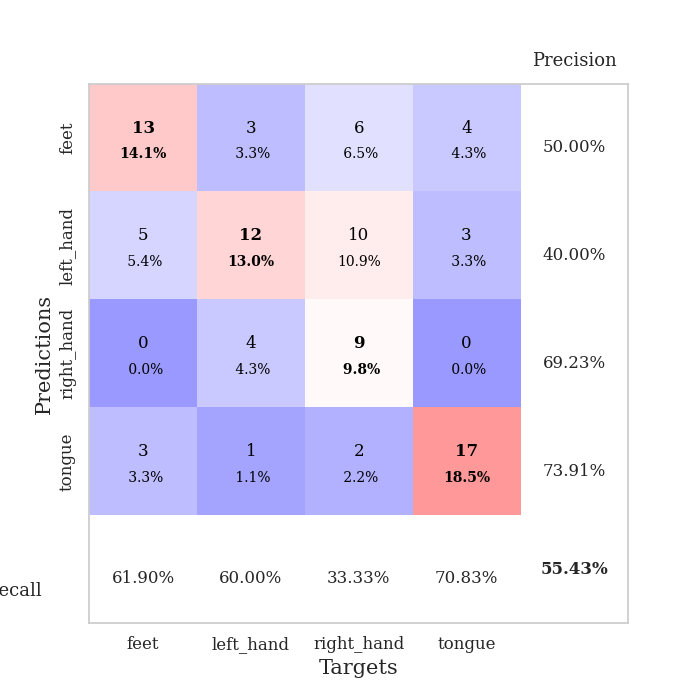 Precision
feet 13 3 6 4
14.1% 3.3% 6.5% 4.3% 50.00%
left_hand 5 12 10 3
5.4% 13.0% 10.9% 3.3% 40.00%
Predictions
right_hand 0 4 9 0
0.0% 4.3% 9.8% 0.0% 69.23%
tongue 3 1 2 17
3.3% 1.1% 2.2% 18.5% 73.91%
ecall 61.90% 60.00% 33.33% 70.83% 55.43%
feet left_hand right_hand tongue
Targets